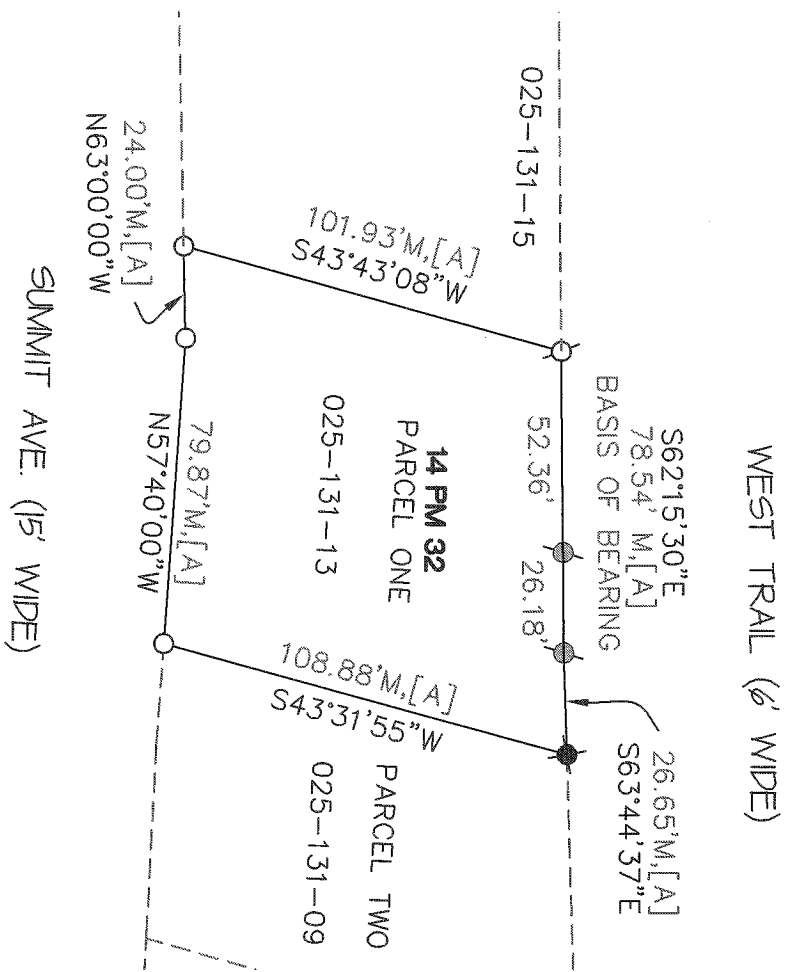 WEST TRAIL (6' WIDE)
S62°15'30"E
78.54' M,[A]
BASIS OF BEARING
26.65'M,[A]
S63°44'37"E
025-131-15
52.36'
26.18'
101.93'M,[A]
S43°43'08"W
14 PM 32
PARCEL ONE
025-131-13
108.88'M,[A]
S43°31'55"W
PARCEL TWO
025-131-09
24.00'M,[A]
N63°00'00"W
79.87'M,[A]
N57°40'00"W
SUMMIT AVE. (15' WIDE)